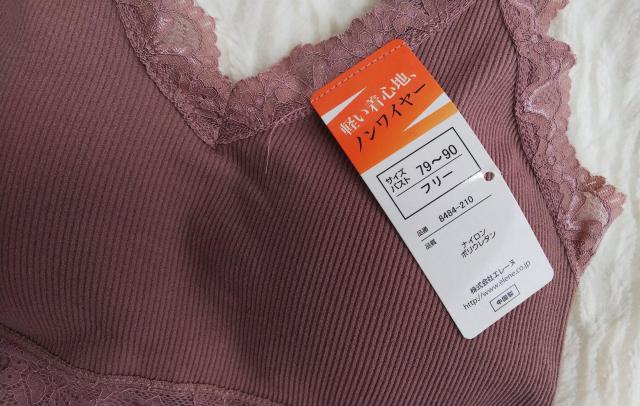 軽い着心地、
ノンワイヤー
サイズ
バスト 79～90
フリー
品番 8484-210
品質 ナイロン
ポリウレタン
株式会社エレーヌ
http://www.elene.co.jp
中国製